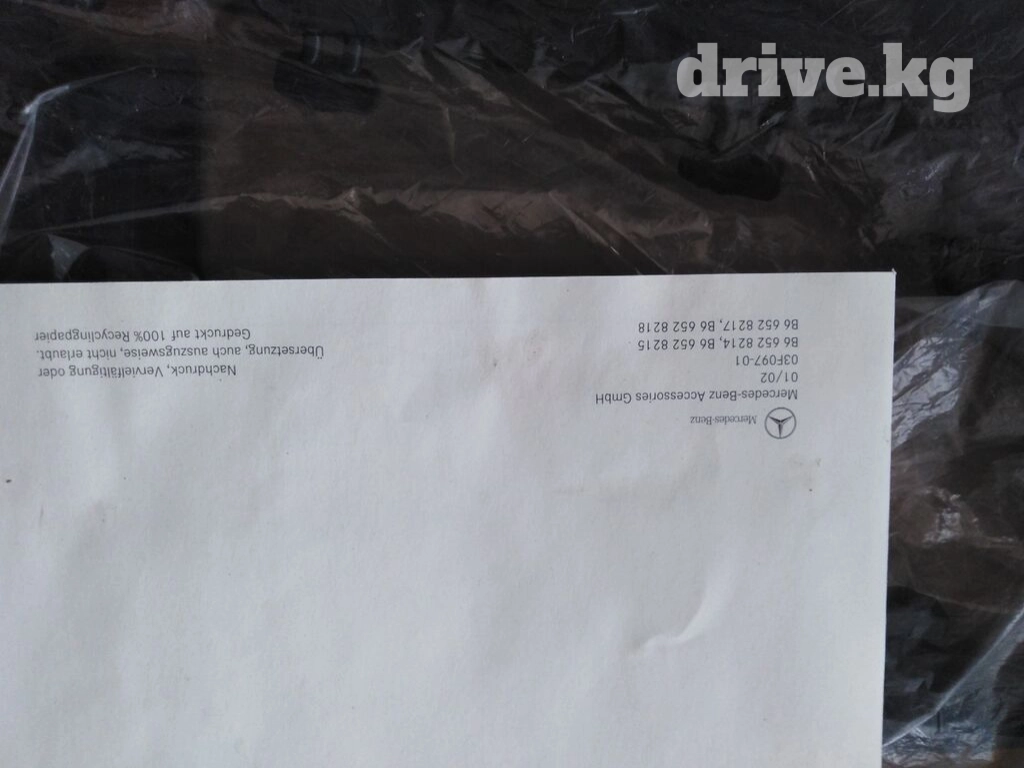 drive.kg
Mercedes-Benz
Mercedes-Benz Accessories GmbH
01/02
03F097-01
B6 652 8214, B6 652 8215
B6 652 8217, B6 652 8218
Nachdruck, Vervielfältigung oder
Übersetzung, auch auszugsweise, nicht erlaubt.
Gedruckt auf 100% Recyclingpapier